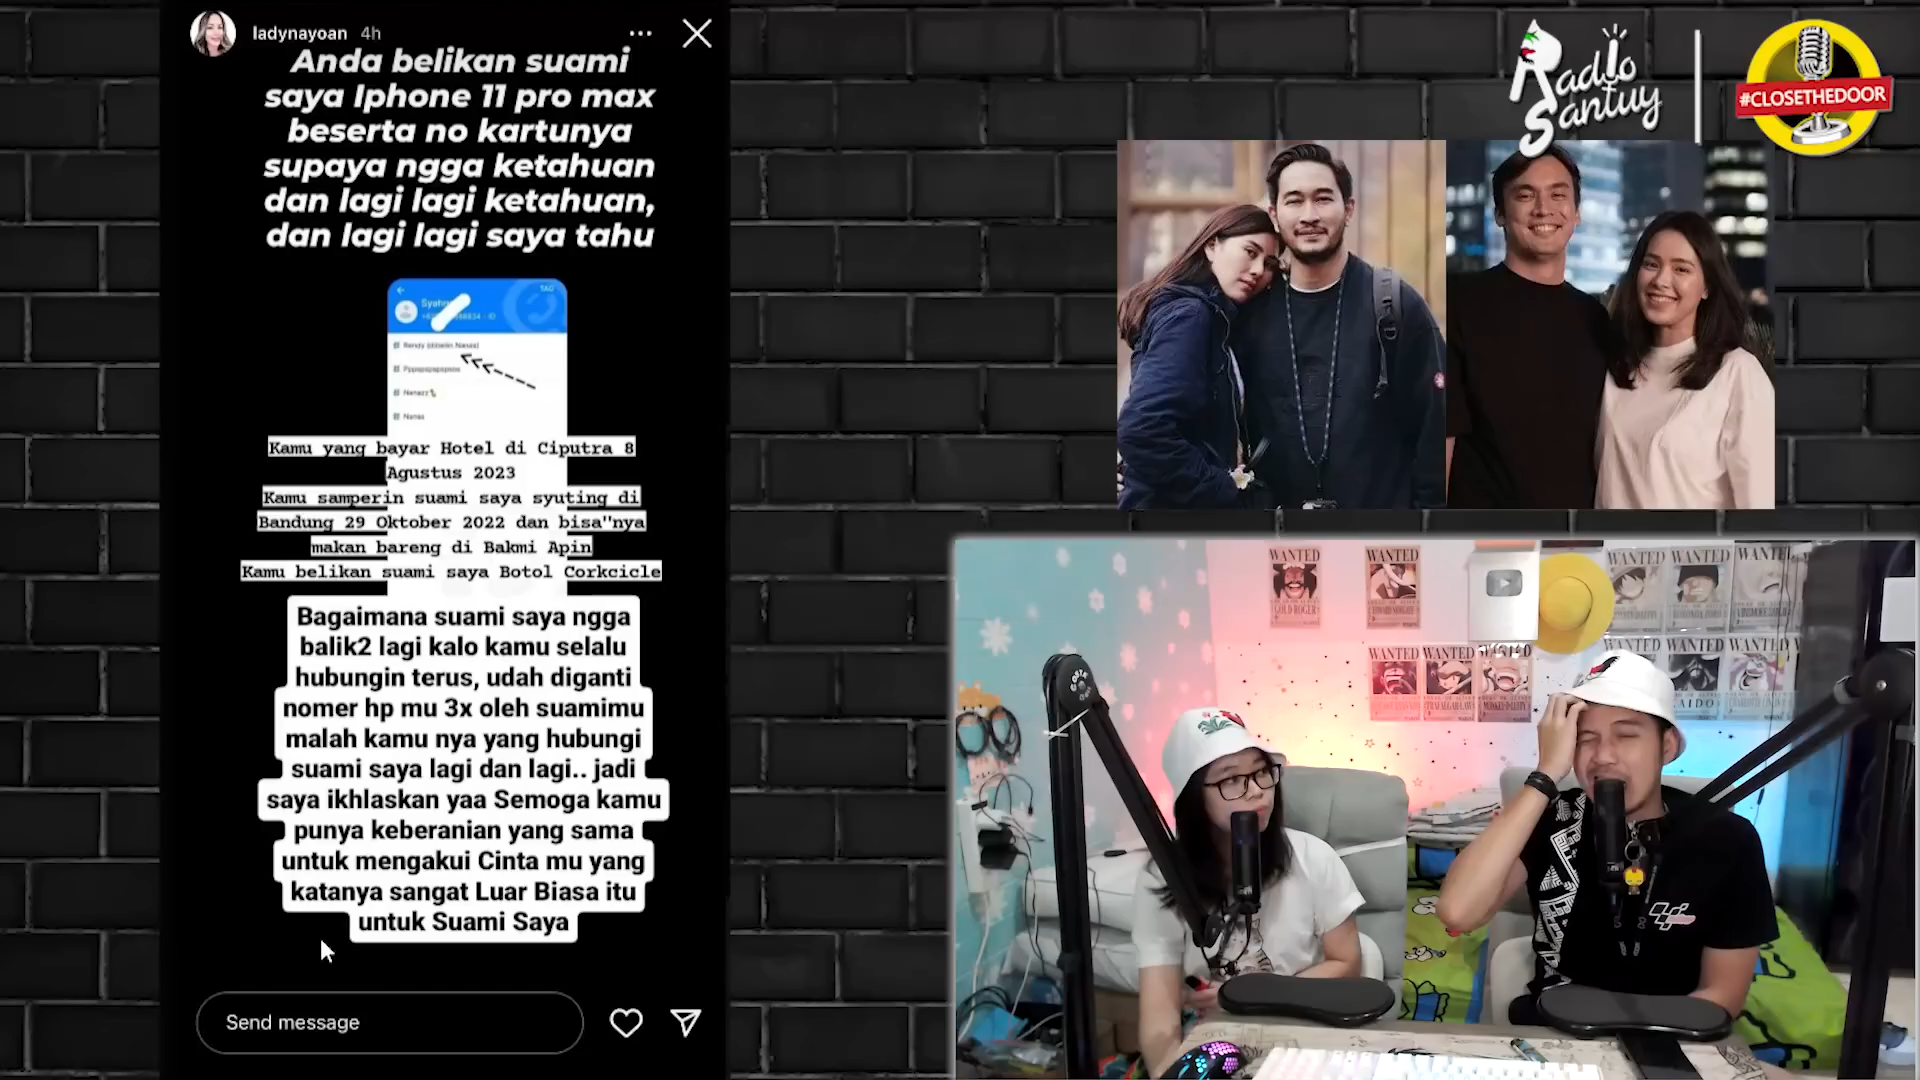 ladynayoan 4h
Anda belikan suami
saya Iphone 11 pro max
beserta no kartunya
supaya ngga ketahuan
dan lagi lagi ketahuan,
dan lagi lagi saya tahu
TAG
Nanas
Kamu yang bayar Hotel di Ciputra 8
Agustus 2023
Kamu samperin suami saya syuting di
Bandung 29 Oktober 2022 dan bisa"nya
makan bareng di Bakmi Apin
Kamu belikan suami saya Botol Corkcicle
Bagaimana suami saya ngga
balik2 lagi kalo kamu selalu
hubungin terus, udah diganti
nomer hp mu 3x oleh suamimu
malah kamu nya yang hubungi
suami saya lagi dan lagi.. jadi
saya ikhlaskan yaa Semoga kamu
punya keberanian yang sama
untuk mengakui Cinta mu yang
katanya sangat Luar Biasa itu
untuk Suami Saya
Send message
Radio
Santuy
#CLOSETHEDOOR
WANTED WANTED
GOLD·ROGER
WANTED WANTED WANTED
WANTED WANTED
WANTED WANTED